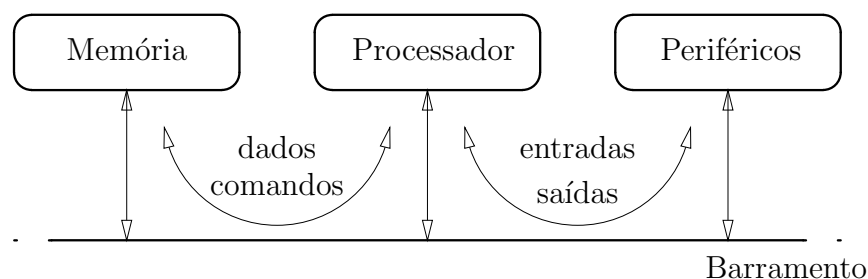 Memória
Processador
Periféricos
dados
comandos
entradas
saídas
Barramento